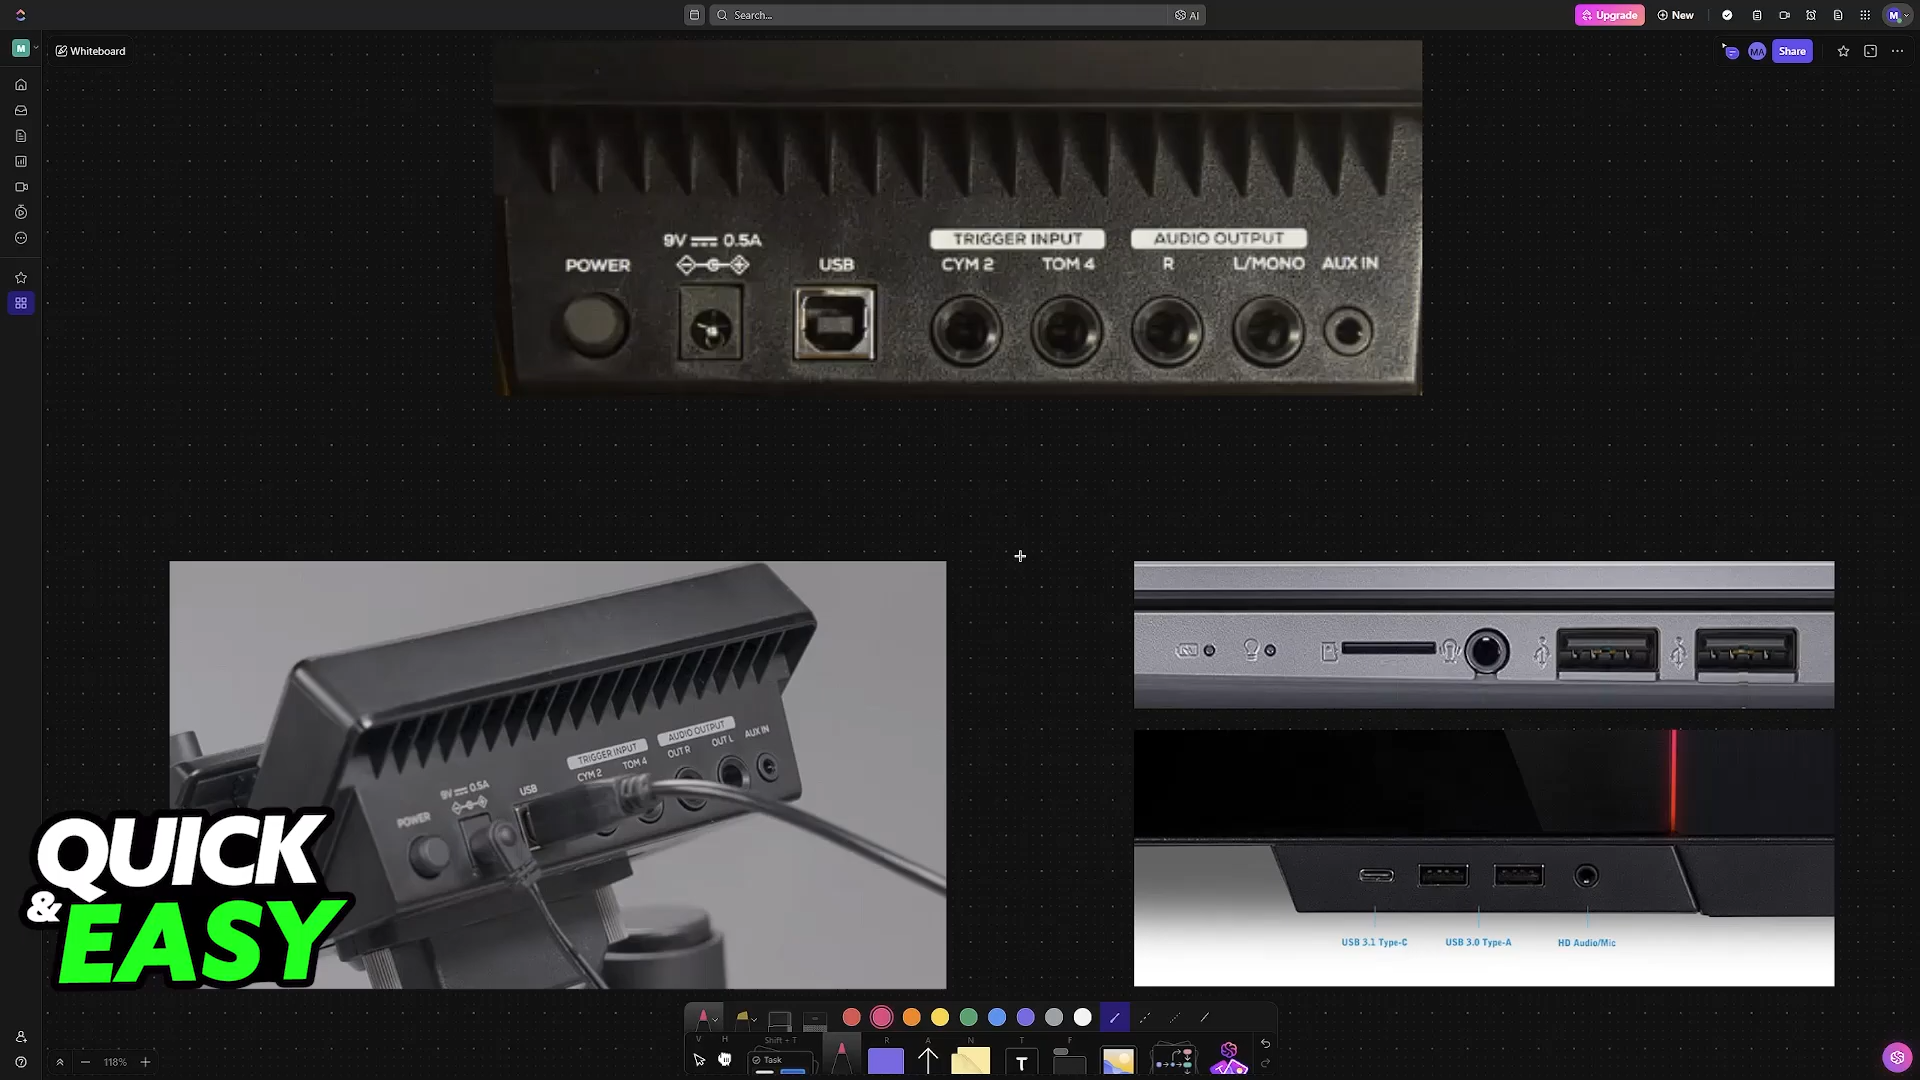 Search...
AI
Upgrade
New
M
M
Whiteboard
MA
Share
9V 0.5A
TRIGGER INPUT
AUDIO OUTPUT
POWER
USB
CYM 2
TOM 4
R
L/MONO
AUX IN
AUDIO OUTPUT
TRIGGER INPUT
OUT R
OUT L
AUX IN
CYM 2
TOM 4
9V 0.5A
USB
POWER
USB 3.1 Type-C
USB 3.0 Type-A
HD Audio/Mic
QUICK
& EASY
V
H
Shift + T
R
A
N
T
F
Task
T
118%